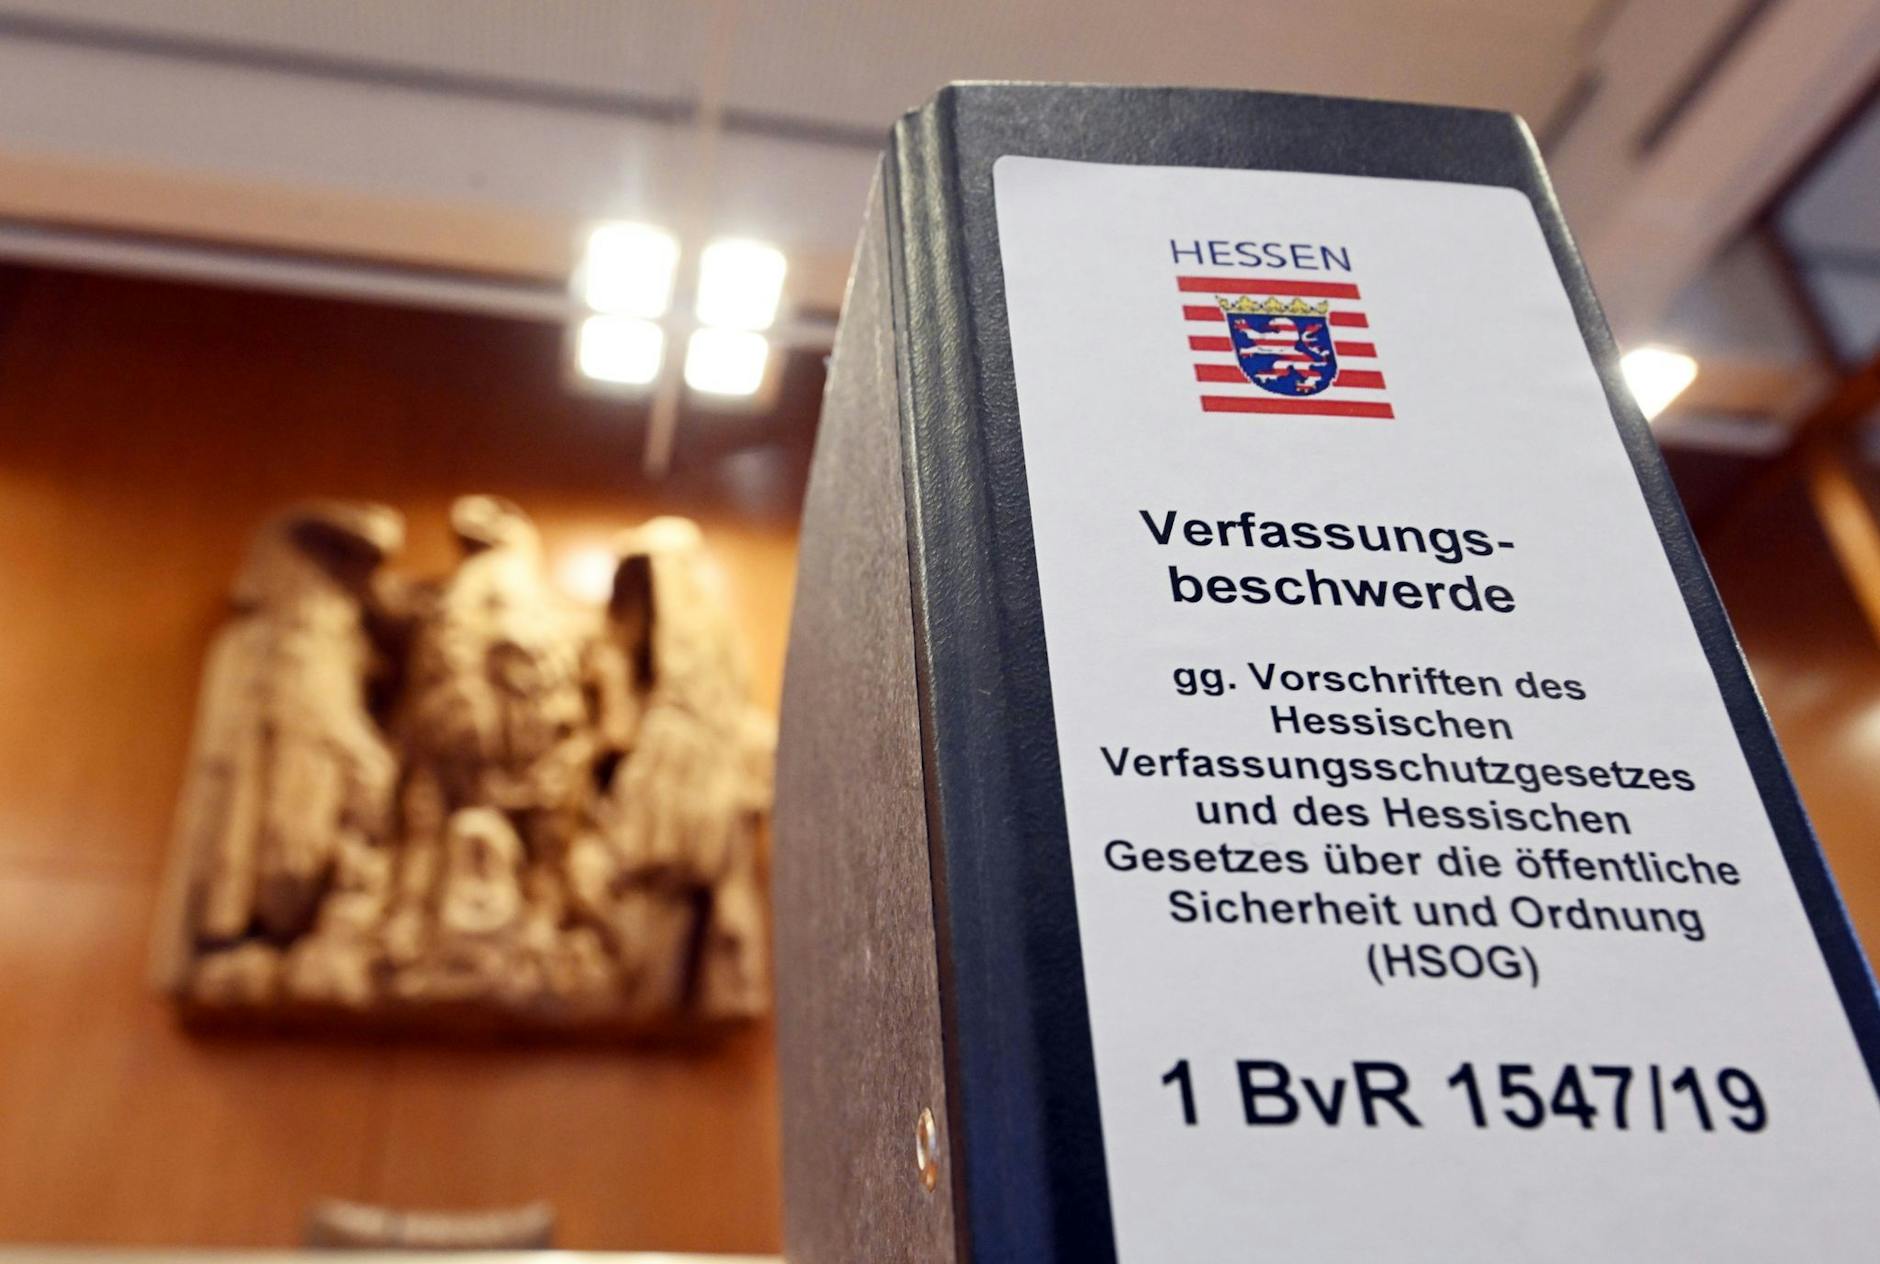 HESSEN
Verfassungs-
beschwerde
gg. Vorschriften des
Hessischen
Verfassungsschutzgesetzes
und des Hessischen
Gesetzes über die öffentliche
Sicherheit und Ordnung
(HSOG)
1 BvR 1547/19